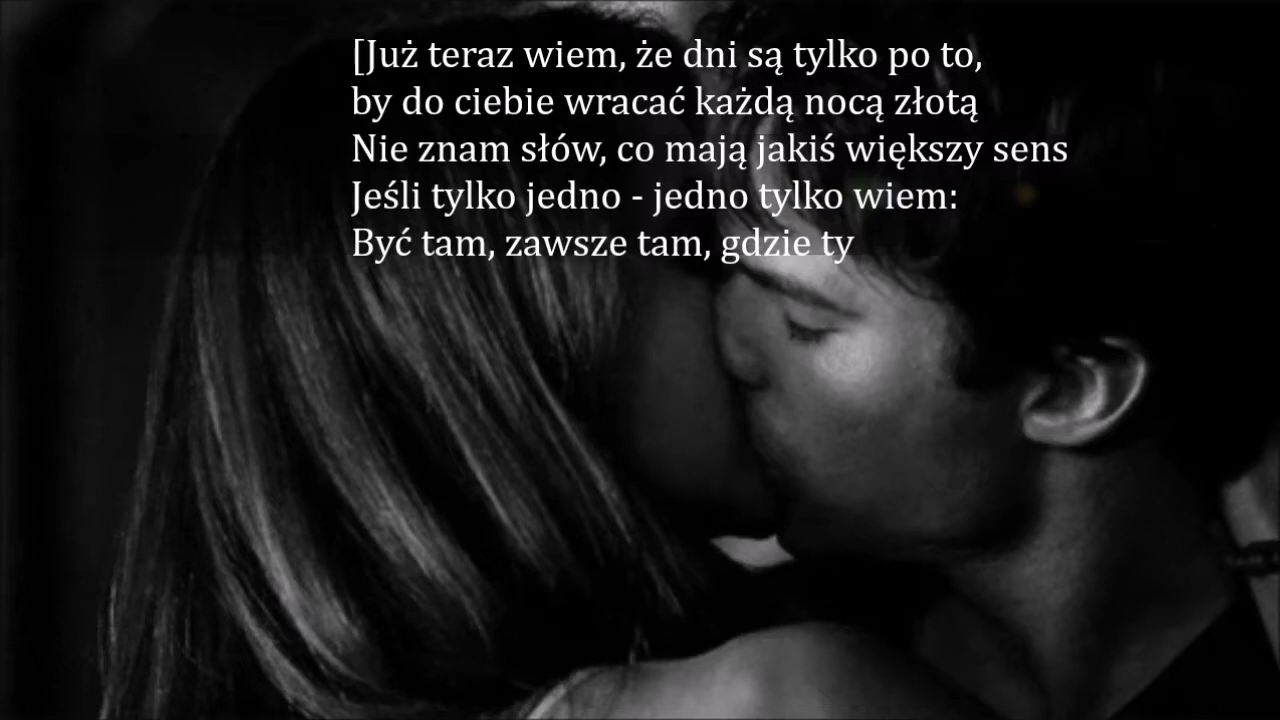 [Już teraz wiem, że dni są tylko po to,
by do ciebie wracać każdą nocą złotą
Nie znam słów, co mają jakiś większy sens
Jeśli tylko jedno - jedno tylko wiem:
Być tam, zawsze tam, gdzie ty